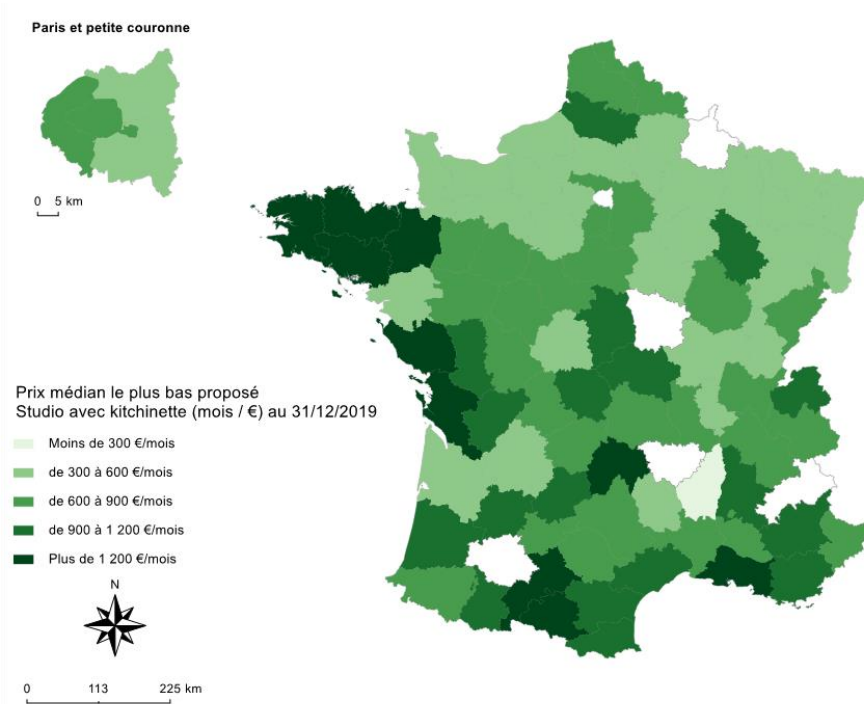 Paris et petite couronne
0 5 km
Prix médian le plus bas proposé
Studio avec kitchinette (mois / €) au 31/12/2019
Moins de 300 €/mois
de 300 à 600 €/mois
de 600 à 900 €/mois
de 900 à 1 200 €/mois
Plus de 1 200 €/mois
N
0 113 225 km